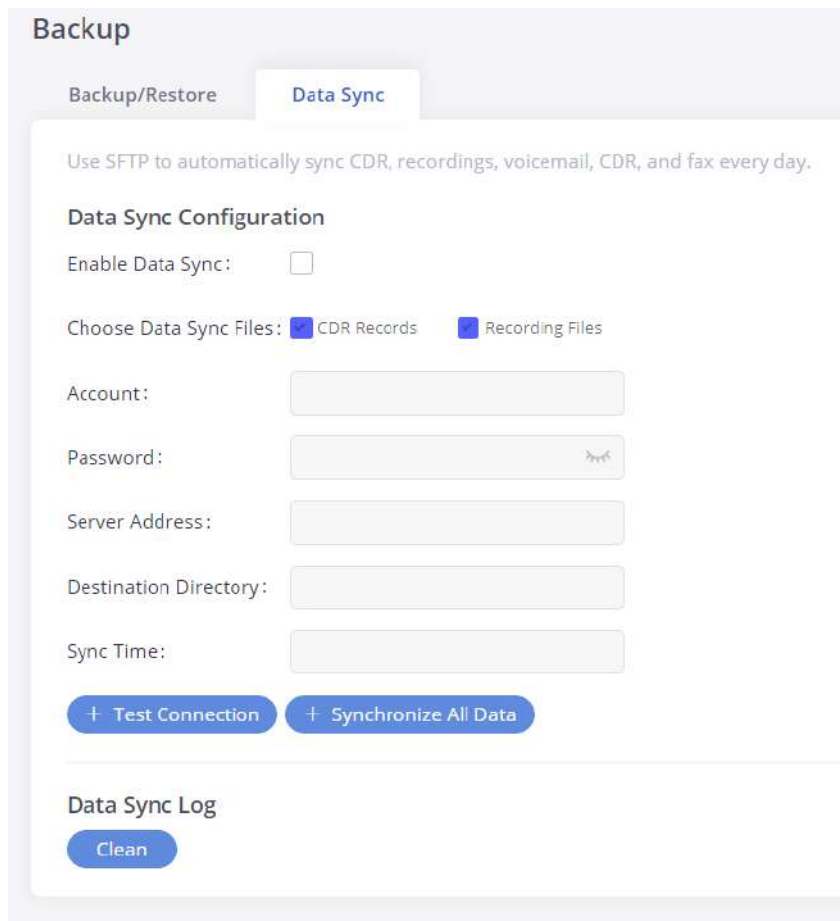 Backup
Backup/Restore Data Sync
Use SFTP to automatically sync CDR, recordings, voicemail, CDR, and fax every day.
Data Sync Configuration
Enable Data Sync:
Choose Data Sync Files: CDR Records Recording Files
Account:
Password:
Server Address:
Destination Directory:
Sync Time:
+ Test Connection + Synchronize All Data
Data Sync Log
Clean